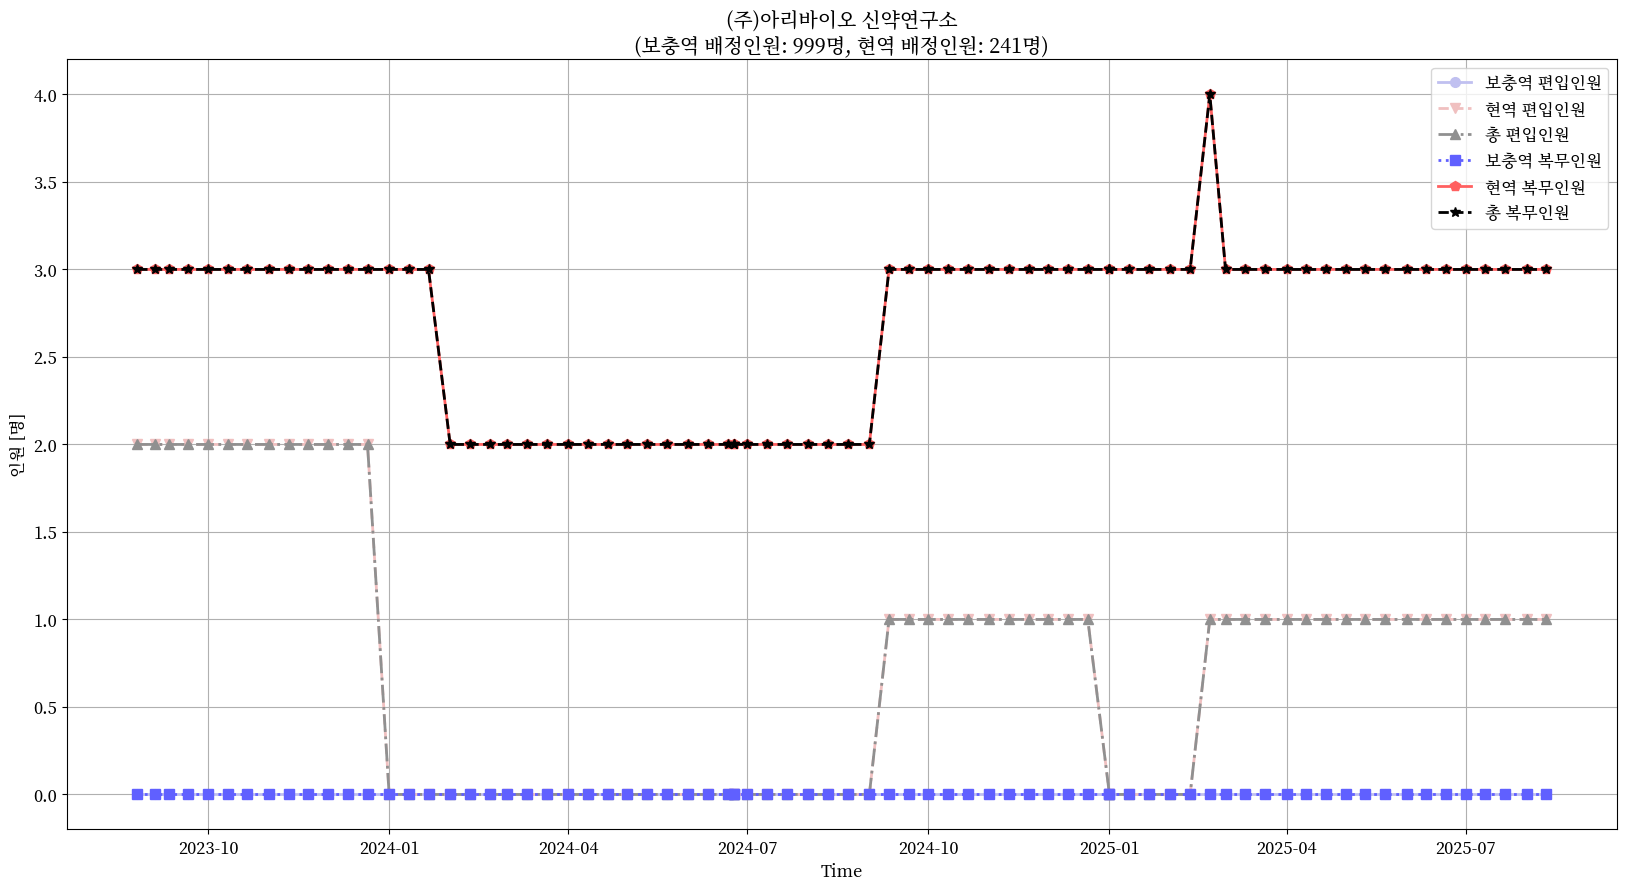 (주)아리바이오 신약연구소
(보충역 배정인원: 999명, 현역 배정인원: 241명)
보충역 편입인원
현역 편입인원
총 편입인원
보충역 복무인원
현역 복무인원
총 복무인원
4.0
3.5
3.0
2.5
2.0
1.5
1.0
0.5
0.0
인원 [명]
2023-10 2024-01 2024-04 2024-07 2024-10 2025-01 2025-04 2025-07
Time